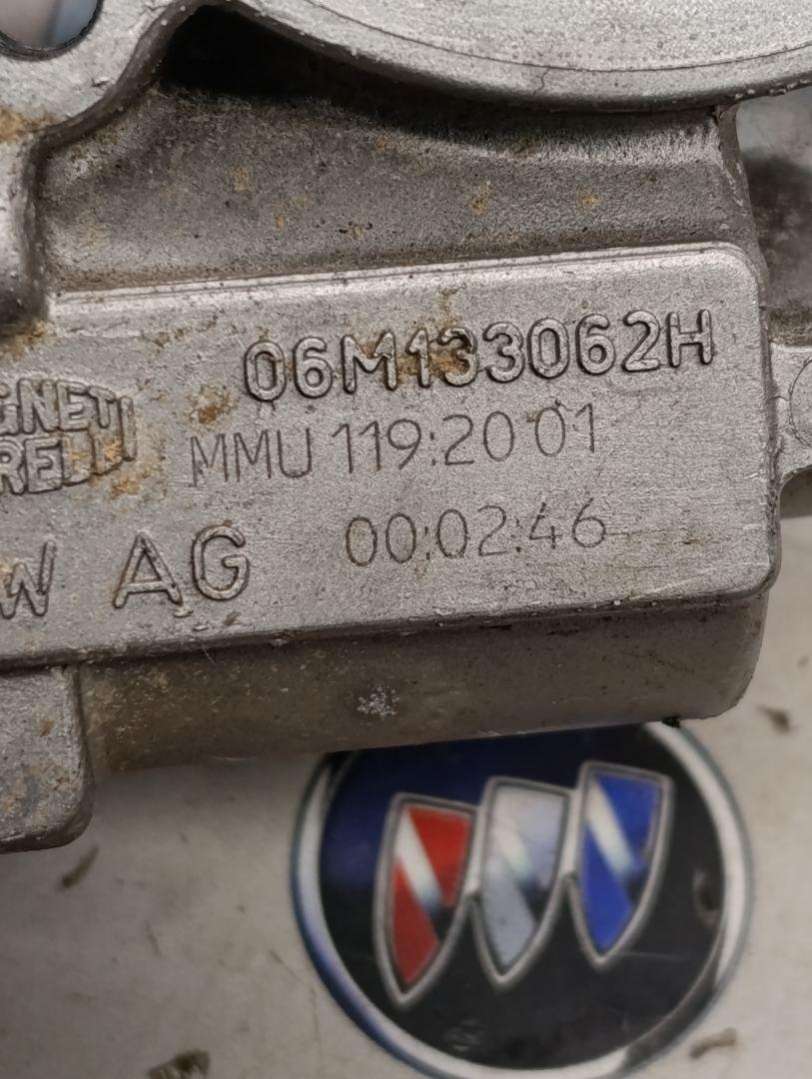 06M133062H
GNETI
RELLI
MMU 119:20 01
W AG
00:02:46